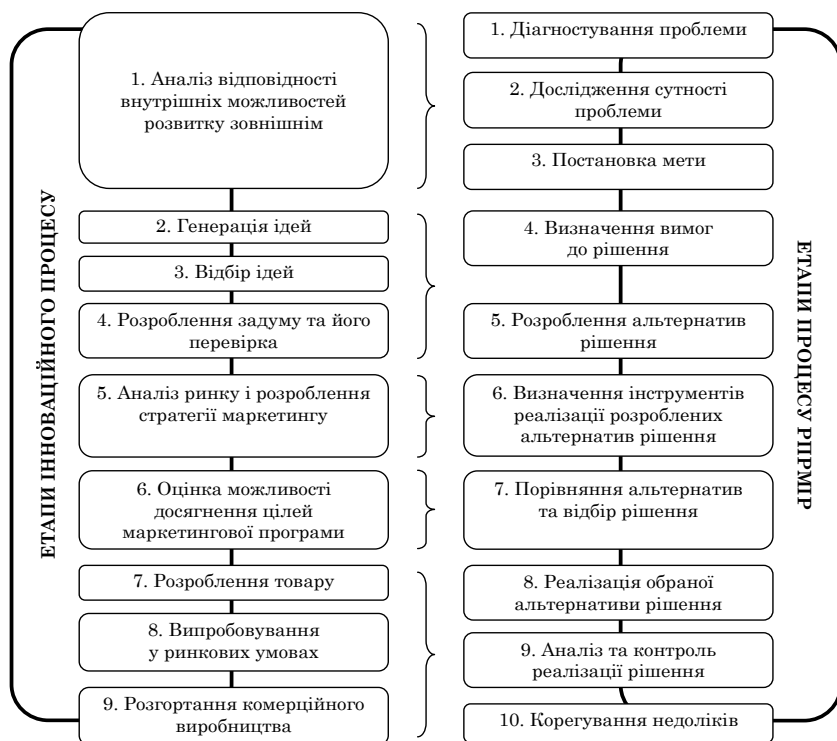 ЕТАПИ ІННОВАЦІЙНОГО ПРОЦЕСУ
1. Аналіз відповідності
внутрішніх можливостей
розвитку зовнішнім
2. Генерація ідей
3. Відбір ідей
4. Розроблення задуму та його
перевірка
5. Аналіз ринку і розроблення
стратегії маркетингу
6. Оцінка можливості
досягнення цілей
маркетингової програми
7. Розроблення товару
8. Випробовування
у ринкових умовах
9. Розгортання комерційного
виробництва
1. Діагностування проблеми
2. Дослідження сутності
проблеми
3. Постановка мети
4. Визначення вимог
до рішення
5. Розроблення альтернатив
рішення
6. Визначення інструментів
реалізації розроблених
альтернатив рішення
7. Порівняння альтернатив
та відбір рішення
8. Реалізація обраної
альтернативи рішення
9. Аналіз та контроль
реалізації рішення
10. Корегування недоліків
ЕТАПИ ПРОЦЕСУ РПРМІР